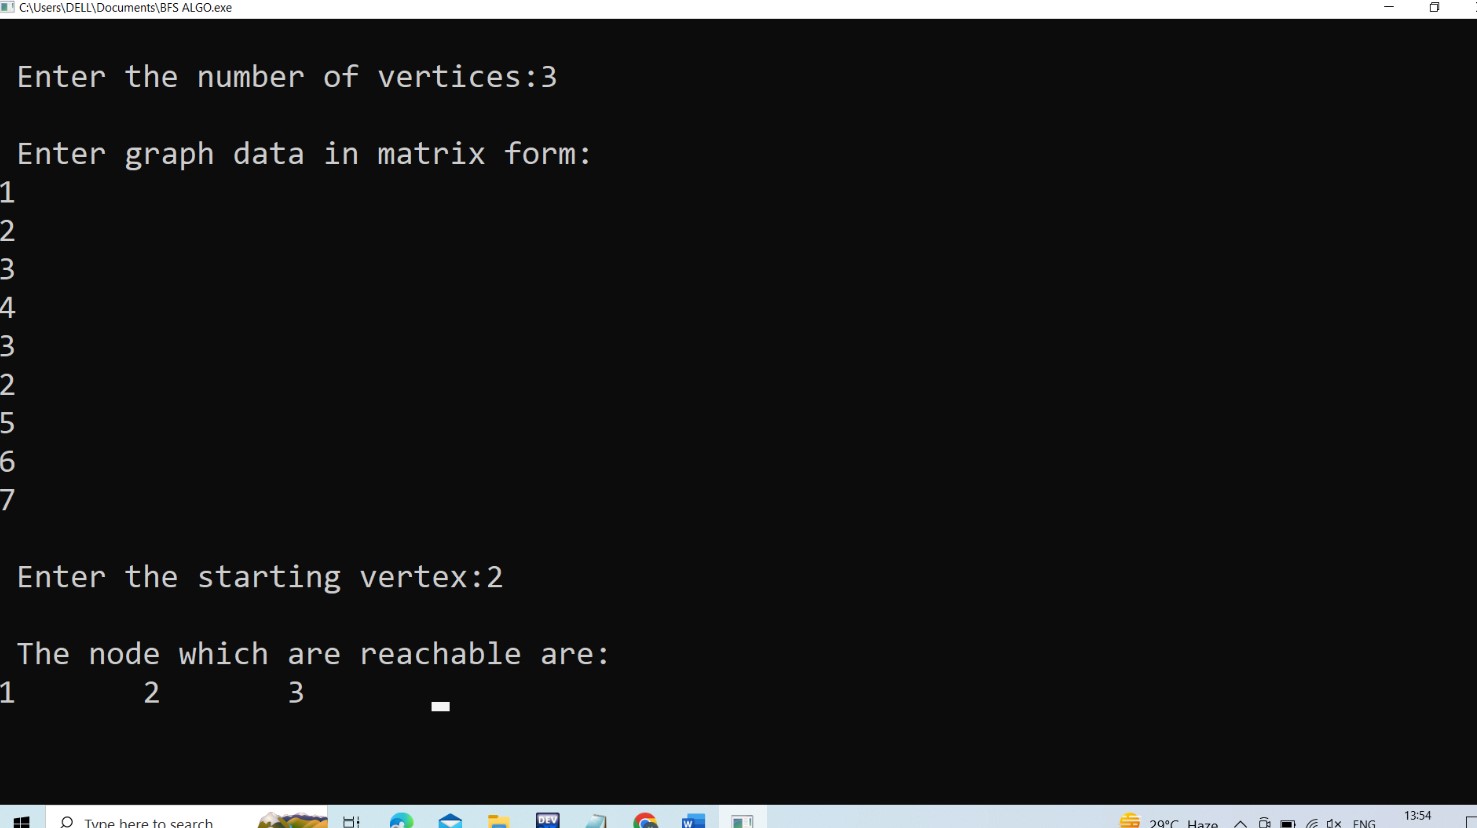 C:\Users\DELL\Documents\BFS ALGO.exe
Enter the number of vertices:3
Enter graph data in matrix form:
1
2
3
4
3
2
5
6
7
Enter the starting vertex:2
The node which are reachable are:
1 2 3
Type here to search
DEV
W
29°C Haze
ENG
13:54